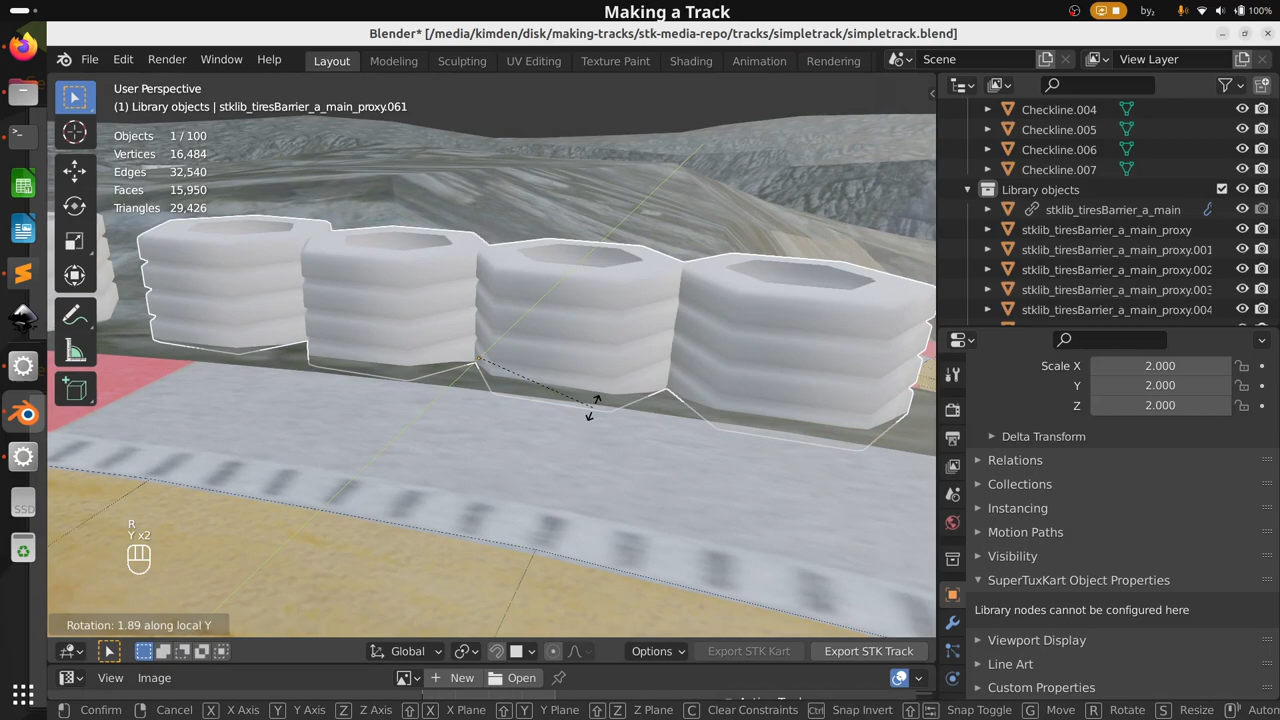 Making a Track
by₂
100%
Blender* [/media/kimden/disk/making-tracks/stk-media-repo/tracks/simpletrack/simpletrack.blend]
File Edit Render Window Help
Layout Modeling Sculpting UV Editing Texture Paint Shading Animation Rendering
Scene
View Layer
User Perspective
(1) Library objects | stklib_tiresBarrier_a_main_proxy.061
Objects 1 / 100
Vertices 16,484
Edges 32,540
Faces 15,950
Triangles 29,426
Checkline.004
Checkline.005
Checkline.006
Checkline.007
Library objects
stklib_tiresBarrier_a_main
stklib_tiresBarrier_a_main_proxy
stklib_tiresBarrier_a_main_proxy.001
stklib_tiresBarrier_a_main_proxy.002
stklib_tiresBarrier_a_main_proxy.003
stklib_tiresBarrier_a_main_proxy.004
Scale X 2.000
Y 2.000
Z 2.000
Delta Transform
Relations
Collections
Instancing
Motion Paths
Visibility
SuperTuxKart Object Properties
Library nodes cannot be configured here
Viewport Display
Line Art
Custom Properties
SSD
R
Y x2
Rotation: 1.89 along local Y
Global
Options
Export STK Kart
Export STK Track
View Image
New
Open
Confirm Cancel X X Axis Y Y Axis Z Z Axis X X Plane Y Y Plane Z Z Plane C Clear Constraints Ctrl Snap Invert Snap Toggle G Move R Rotate S Resize Auto